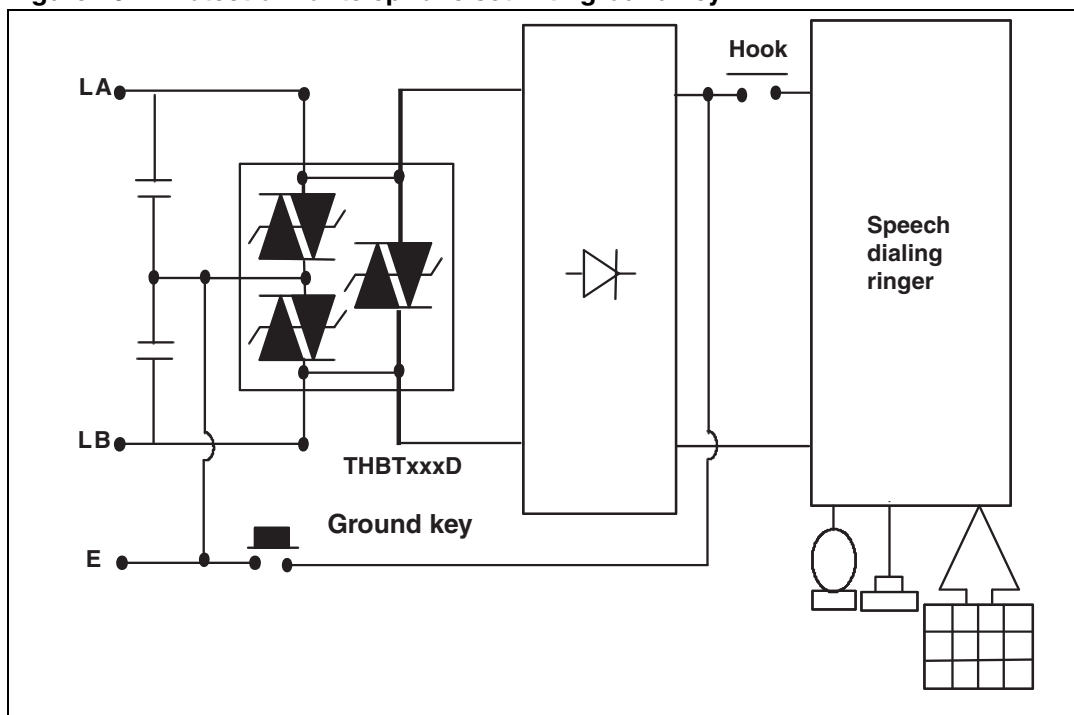 Hook
LA
Speech
dialing
ringer
LB
THBTxxxD
Ground key
E